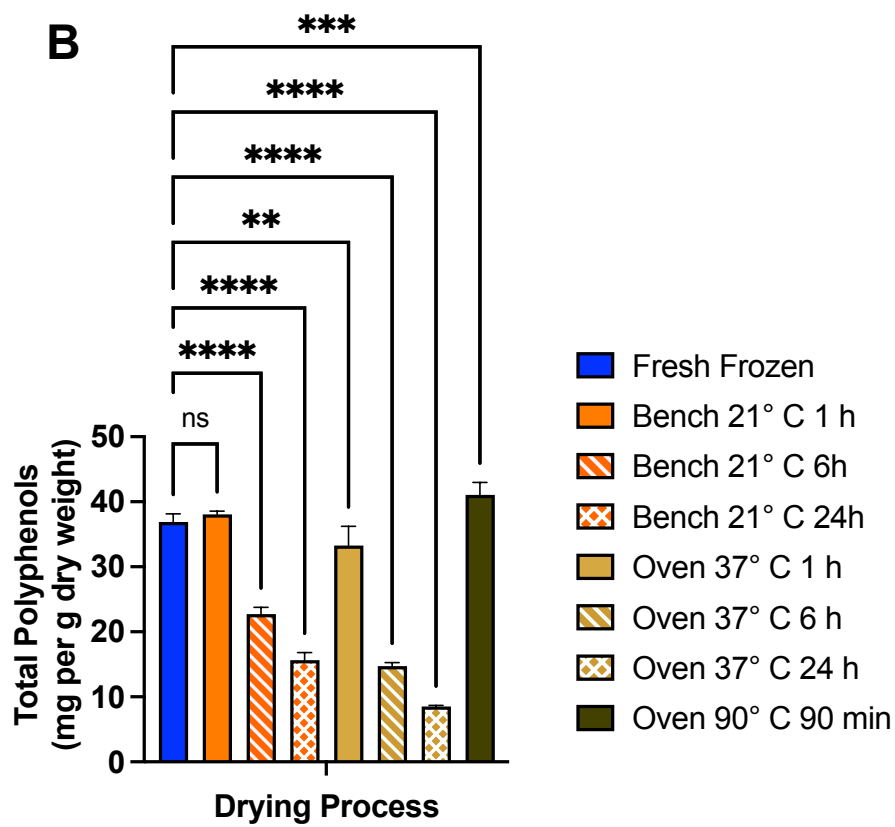 B
***
****
****
**
****
****
ns
Total Polyphenols
(mg per g dry weight)
50
40
30
20
10
0
Drying Process
Fresh Frozen
Bench 21° C 1 h
Bench 21° C 6h
Bench 21° C 24h
Oven 37° C 1 h
Oven 37° C 6 h
Oven 37° C 24 h
Oven 90° C 90 min